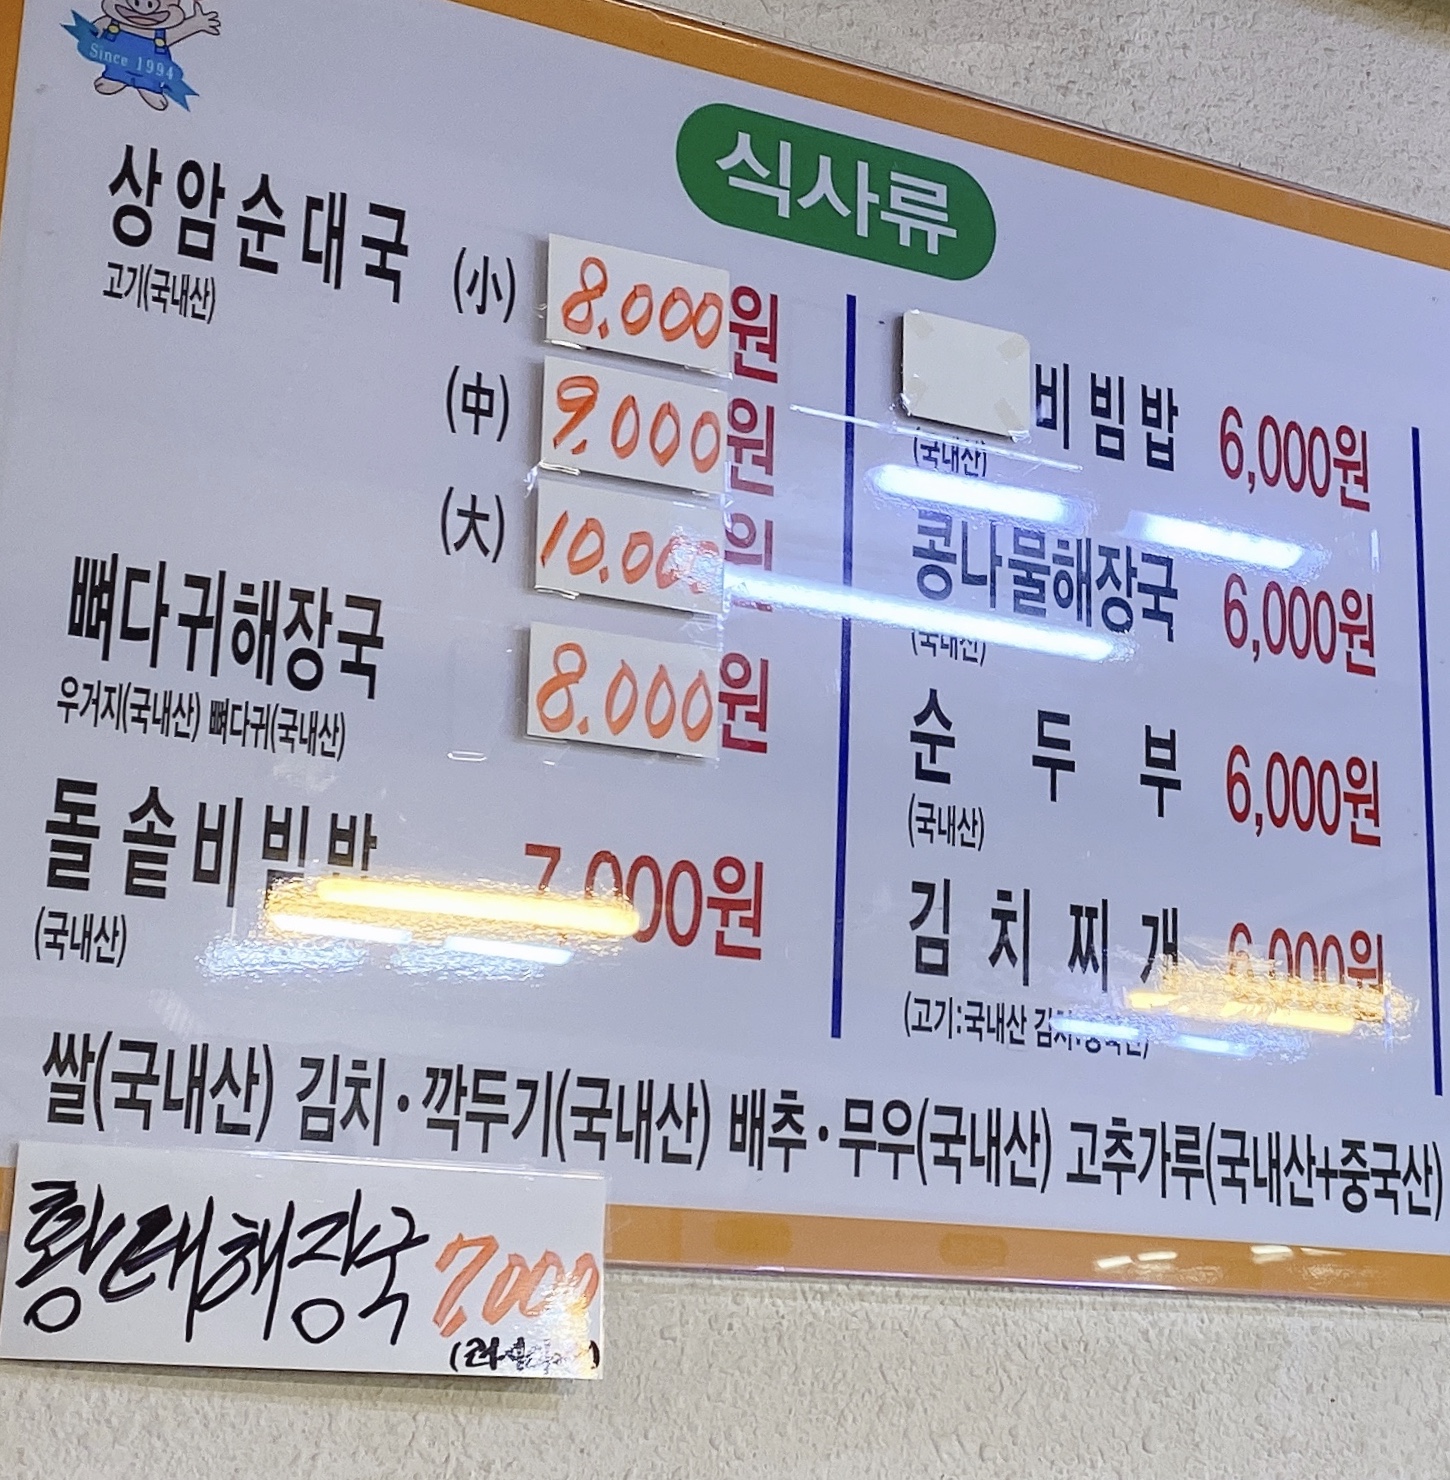 Since 1994
식사류
상암순대국 (小) 8.000원
고기(국내산)
(中) 9.000원
(大) 10.000원
뼈다귀해장국 8.000원
우거지(국내산) 뼈다귀(국내산)
돌솥비빔밥 7,000원
(국내산)
비빔밥 6,000원
(국내산)
콩나물해장국 6,000원
(국내산)
순두부 6,000원
(국내산)
김치찌개 6,000원
(고기:국내산 김치:중국산)
쌀(국내산) 김치·깍두기(국내산) 배추·무우(국내산) 고추가루(국내산+중국산)
황태해장국 7.000